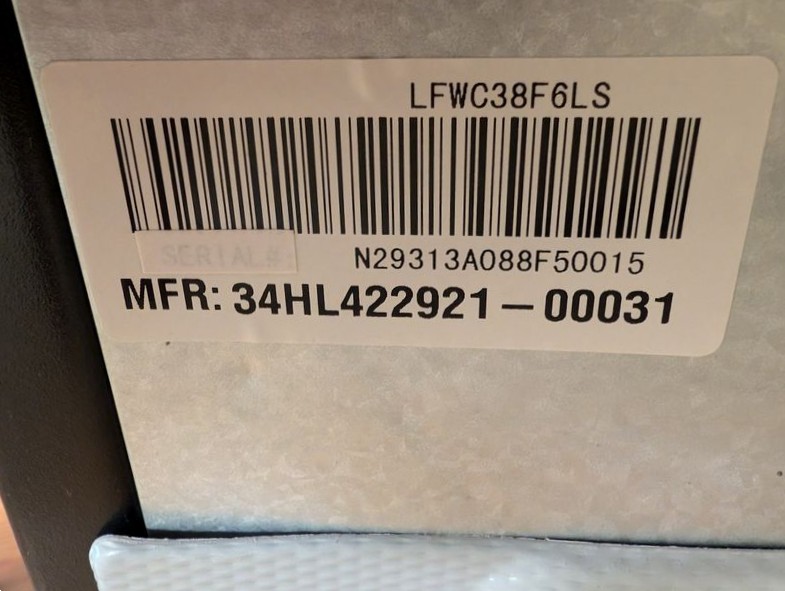 LFWC38F6LS
SERIAL#:
N29313A088F50015
MFR: 34HL422921-00031